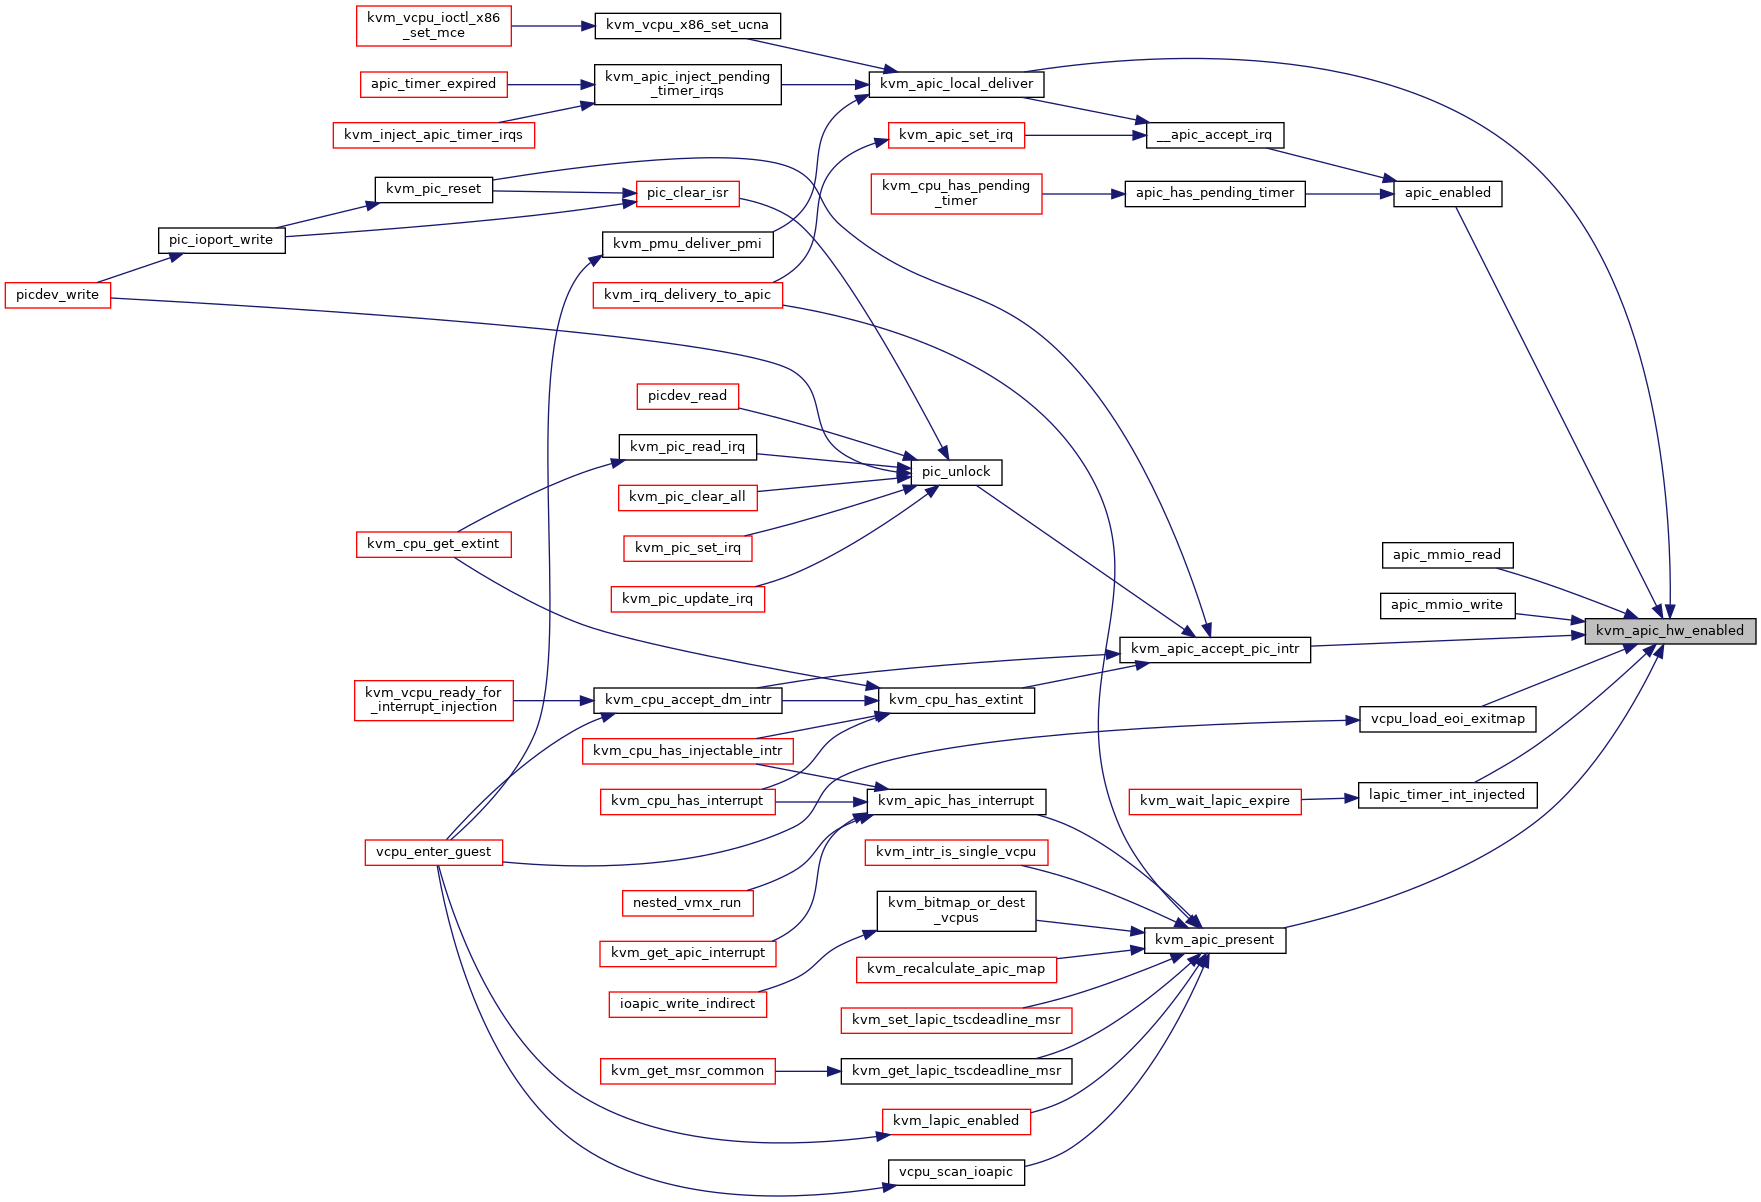 kvm_vcpu_ioctl_x86
_set_mce
kvm_vcpu_x86_set_ucna
apic_timer_expired
kvm_apic_inject_pending
_timer_irqs
kvm_apic_local_deliver
kvm_inject_apic_timer_irqs
kvm_apic_set_irq
__apic_accept_irq
kvm_pic_reset
pic_clear_isr
kvm_cpu_has_pending
_timer
apic_has_pending_timer
apic_enabled
pic_ioport_write
kvm_pmu_deliver_pmi
picdev_write
kvm_irq_delivery_to_apic
picdev_read
kvm_pic_read_irq
pic_unlock
kvm_pic_clear_all
kvm_cpu_get_extint
kvm_pic_set_irq
apic_mmio_read
kvm_pic_update_irq
apic_mmio_write
kvm_apic_hw_enabled
kvm_apic_accept_pic_intr
kvm_vcpu_ready_for
_interrupt_injection
kvm_cpu_accept_dm_intr
kvm_cpu_has_extint
vcpu_load_eoi_exitmap
kvm_cpu_has_injectable_intr
kvm_cpu_has_interrupt
kvm_apic_has_interrupt
kvm_wait_lapic_expire
lapic_timer_int_injected
vcpu_enter_guest
kvm_intr_is_single_vcpu
nested_vmx_run
kvm_bitmap_or_dest
_vcpus
kvm_apic_present
kvm_get_apic_interrupt
kvm_recalculate_apic_map
ioapic_write_indirect
kvm_set_lapic_tscdeadline_msr
kvm_get_msr_common
kvm_get_lapic_tscdeadline_msr
kvm_lapic_enabled
vcpu_scan_ioapic